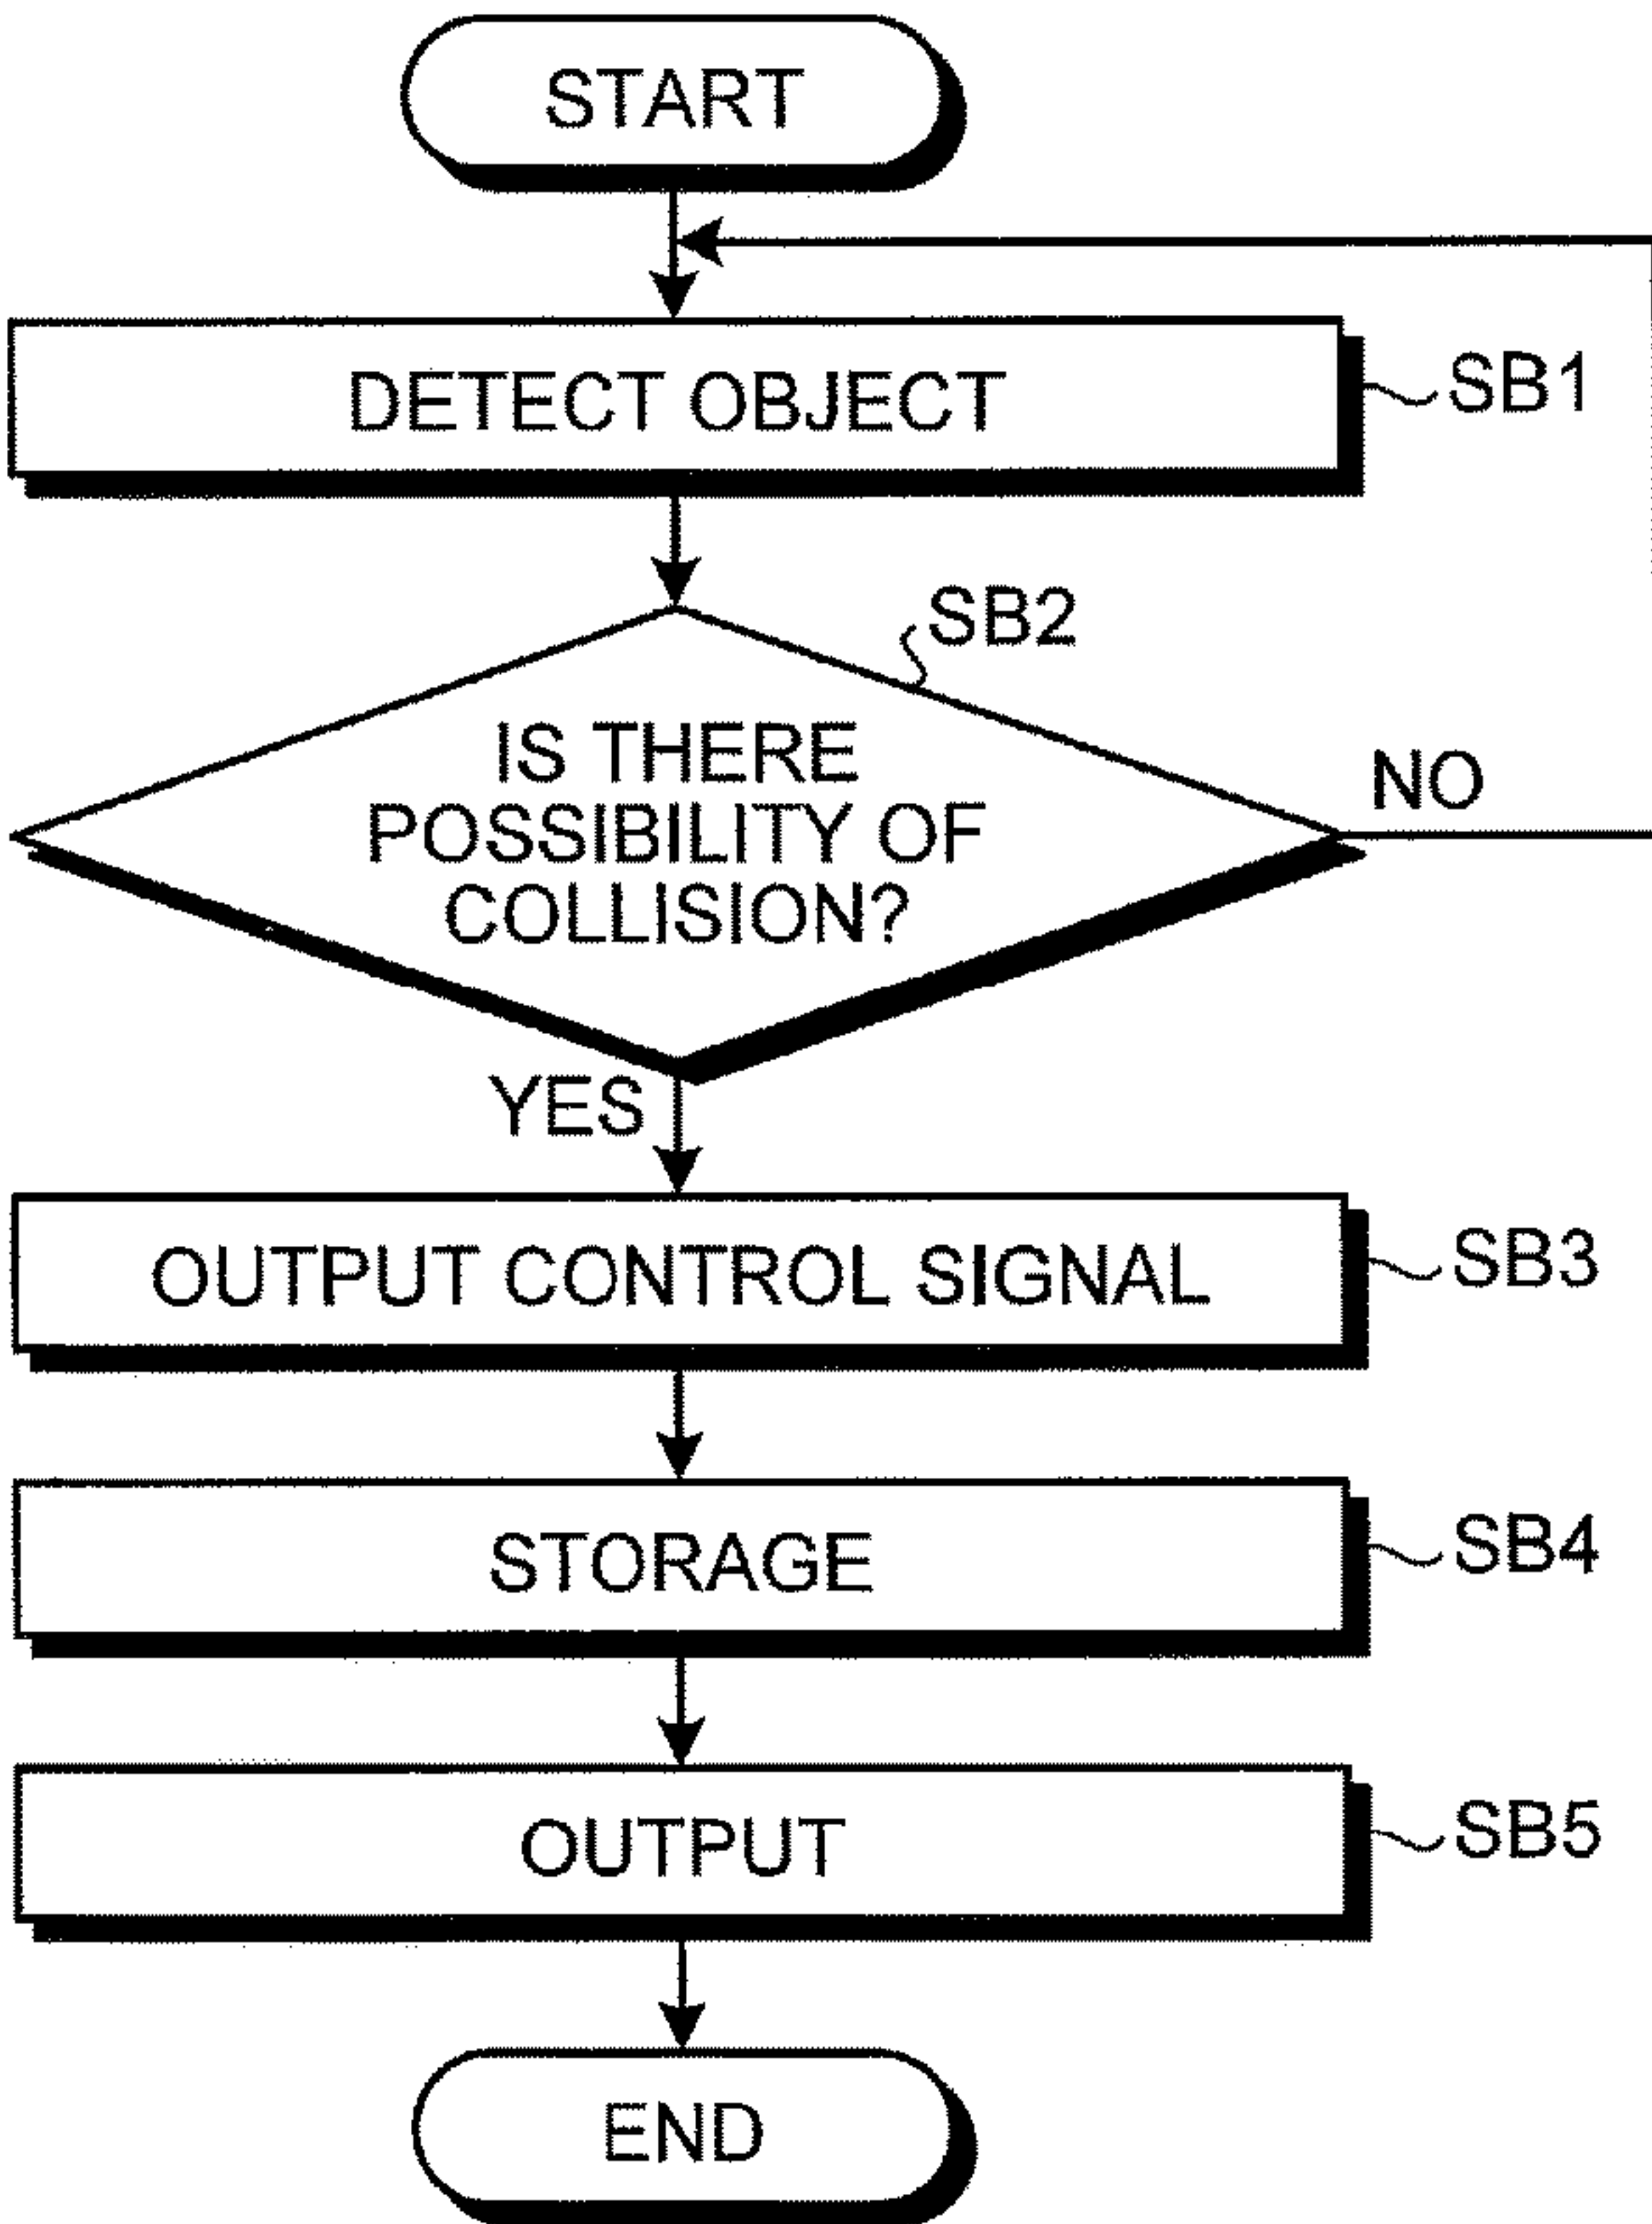 START
DETECT OBJECT
SB1
SB2
IS THERE
POSSIBILITY OF
COLLISION?
NO
YES
OUTPUT CONTROL SIGNAL
SB3
STORAGE
SB4
OUTPUT
SB5
END